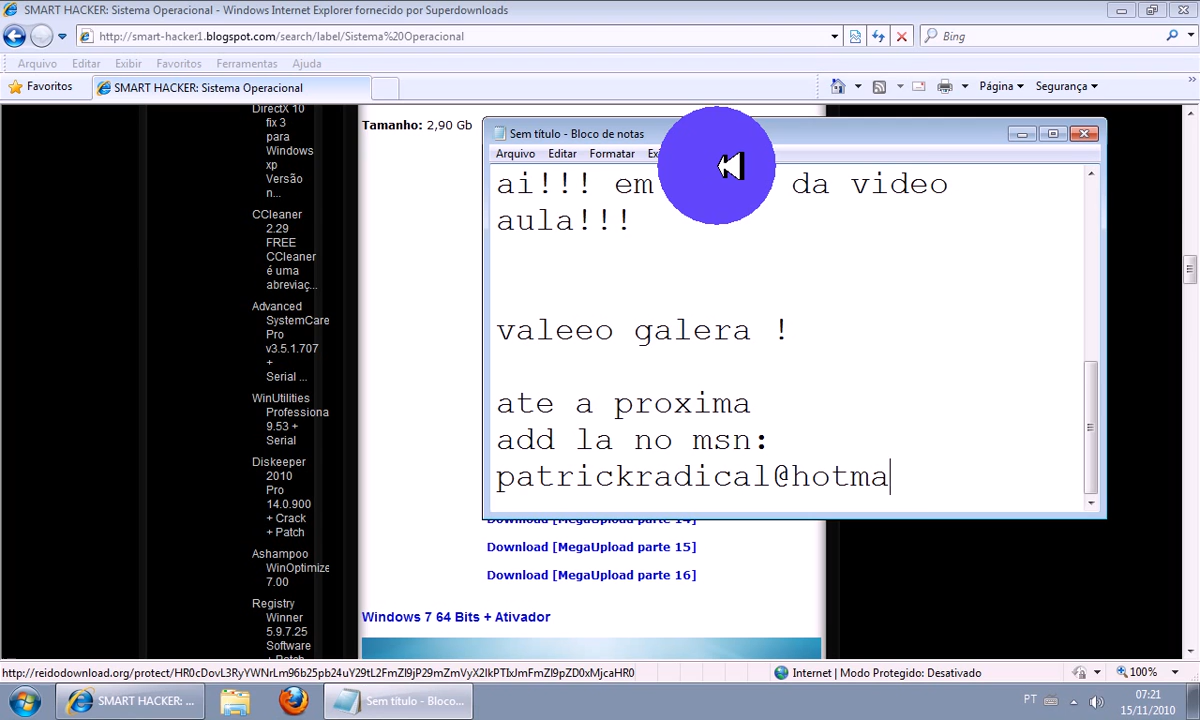 SMART HACKER: Sistema Operacional - Windows Internet Explorer fornecido por Superdownloads
http://smart-hacker1.blogspot.com/search/label/Sistema%20Operacional
Bing
Arquivo Editar Exibir Favoritos Ferramentas Ajuda
Favoritos
SMART HACKER: Sistema Operacional
Página
Segurança
DirectX 10
fix 3
para
Windows
xp
Versão
n...
CCleaner
2.29
FREE
CCleaner
é uma
abreviaç...
Advanced
SystemCare
Pro
v3.5.1.707
+
Serial ...
WinUtilities
Professiona
9.53 +
Serial
Diskeeper
2010
Pro
14.0.900
+ Crack
+ Patch
Ashampoo
WinOptimize
7.00
Registry
Winner
5.9.7.25
Software
+ Patch
Tamanho: 2,90 Gb
Sem título - Bloco de notas
Arquivo Editar Formatar Ex
ai!!! em da video
aula!!!
valeeo galera !
ate a proxima
add la no msn:
patrickradical@hotma
Download [MegaUpload parte 14]
Download [MegaUpload parte 15]
Download [MegaUpload parte 16]
Windows 7 64 Bits + Ativador
Internet | Modo Protegido: Desativado
100%
SMART HACKER: ...
Sem título - Bloco...
PT
07:21
15/11/2010